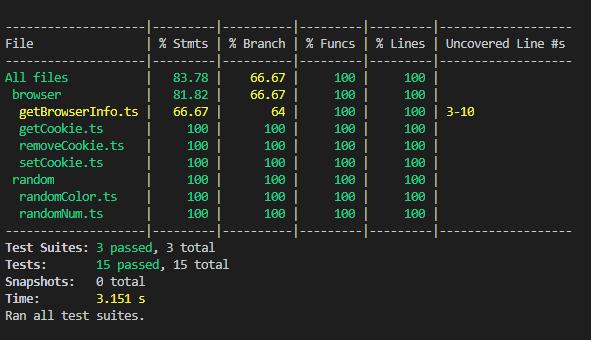 --------------------|---------|----------|---------|---------|-------------------
File                | % Stmts | % Branch | % Funcs | % Lines | Uncovered Line #s
--------------------|---------|----------|---------|---------|-------------------
All files           |   83.78 |    66.67 |     100 |     100 |
 browser            |   81.82 |    66.67 |     100 |     100 |
  getBrowserInfo.ts |   66.67 |       64 |     100 |     100 | 3-10
  getCookie.ts      |     100 |      100 |     100 |     100 |
  removeCookie.ts   |     100 |      100 |     100 |     100 |
  setCookie.ts      |     100 |      100 |     100 |     100 |
 random             |     100 |      100 |     100 |     100 |
  randomColor.ts    |     100 |      100 |     100 |     100 |
  randomNum.ts      |     100 |      100 |     100 |     100 |
--------------------|---------|----------|---------|---------|-------------------
Test Suites: 3 passed, 3 total
Tests:       15 passed, 15 total
Snapshots:   0 total
Time:        3.151 s
Ran all test suites.